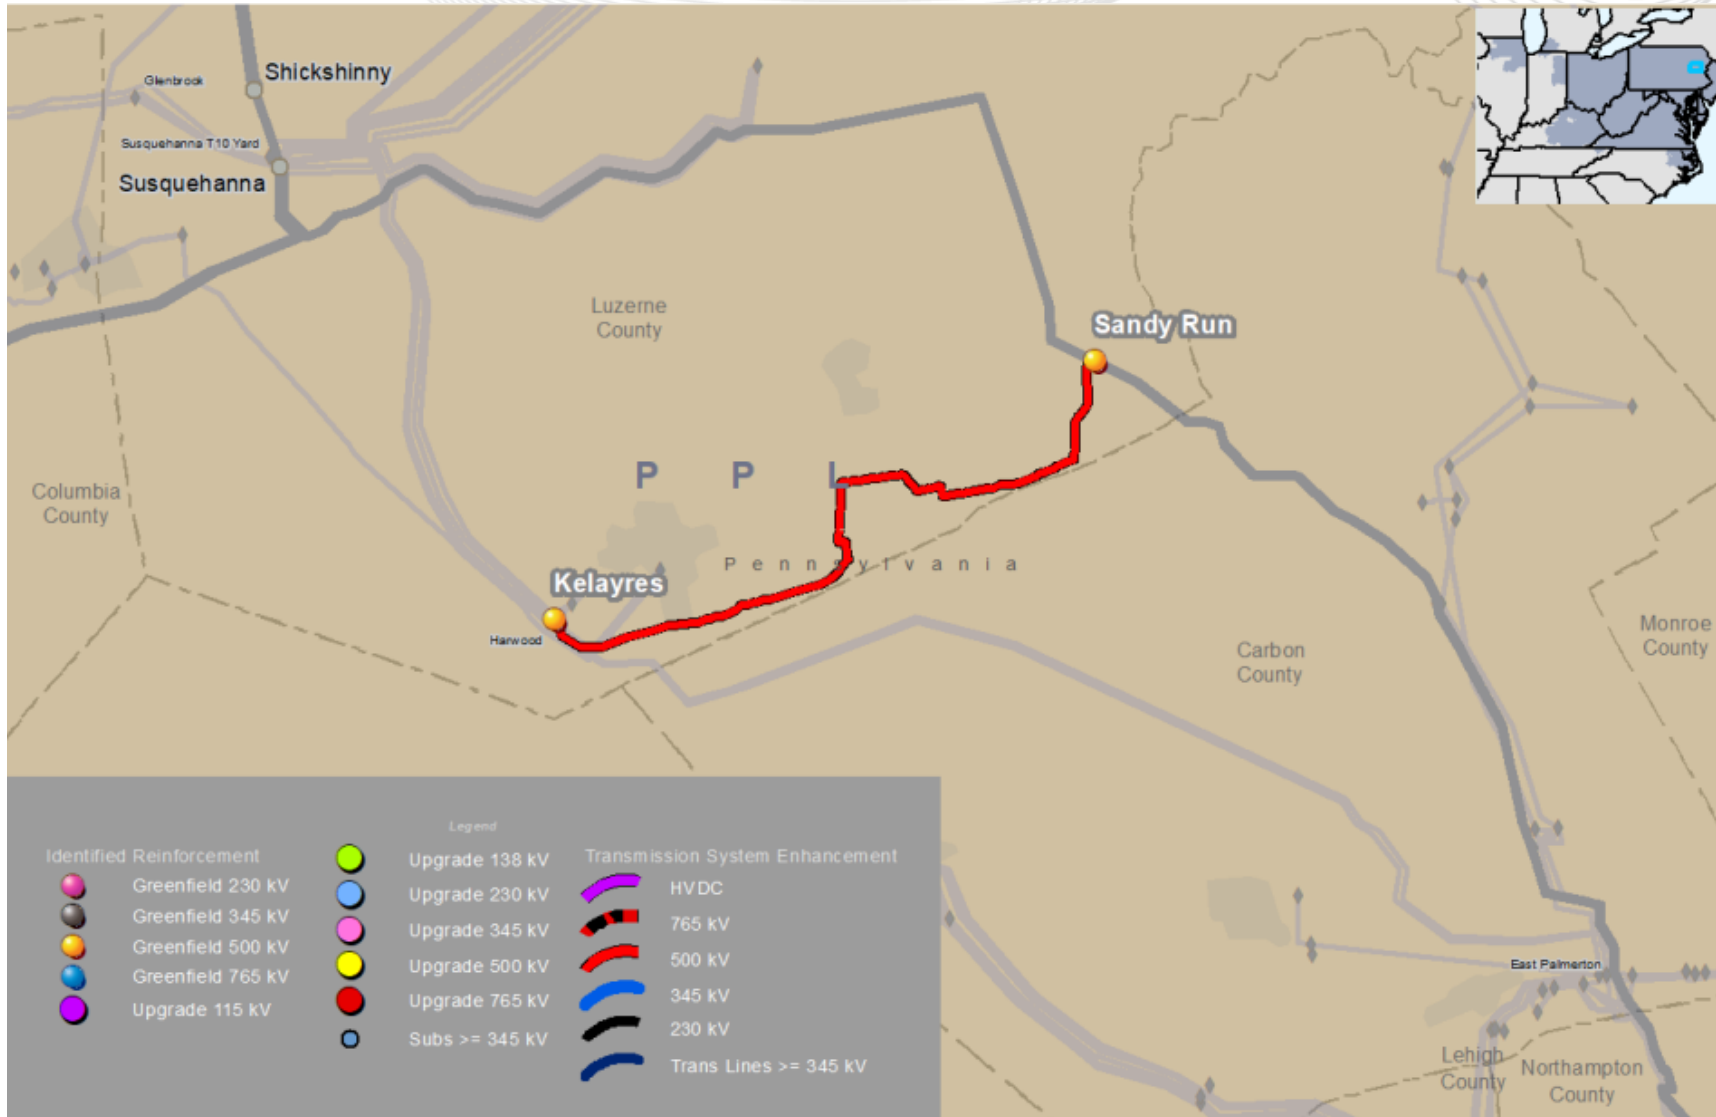 Shickshinny
Glenbrook
Susquehanna T10 Yard
Susquehanna
Luzerne
County
Sandy Run
P P L
Columbia
County
Pennsylvania
Kelayres
Harwood
Monroe
County
Carbon
County
Legend
Identified Reinforcement
Greenfield 230 kV
Greenfield 345 kV
Greenfield 500 kV
Greenfield 765 kV
Upgrade 115 kV
Upgrade 138 kV
Upgrade 230 kV
Upgrade 345 kV
Upgrade 500 kV
Upgrade 765 kV
Subs >= 345 kV
Transmission System Enhancement
HVDC
765 kV
500 kV
345 kV
230 kV
Trans Lines >= 345 kV
East Palmerton
Lehigh
County
Northampton
County